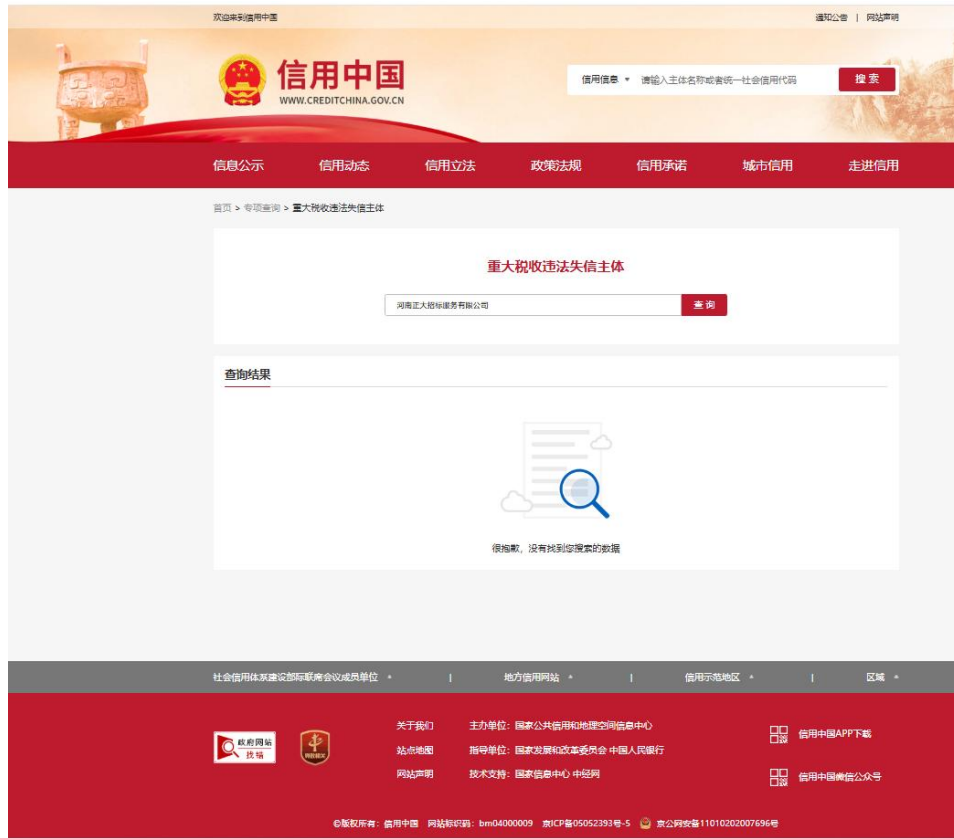 欢迎来到信用中国
通知公告 | 网站声明
信用中国
WWW.CREDITCHINA.GOV.CN
信用信息 ▼ 请输入主体名称或者统一社会信用代码 搜索
信息公示 信用动态 信用立法 政策法规 信用承诺 城市信用 走进信用
首页 > 专项查询 > 重大税收违法失信主体
重大税收违法失信主体
河南正大招标服务有限公司 查询
查询结果
很抱歉，没有找到您搜索的数据
社会信用体系建设部际联席会议成员单位 | 地方信用网站 | 信用示范地区 | 区域
政府网站
找错
关于我们 主办单位：国家公共信用和地理空间信息中心
信用中国APP下载
站点地图 指导单位：国家发展和改革委员会 中国人民银行
网站声明 技术支持：国家信息中心 中经网
信用中国微信公众号
©版权所有：信用中国 网站标识码：bm04000009 京ICP备05052393号-5 京公网安备11010202007696号